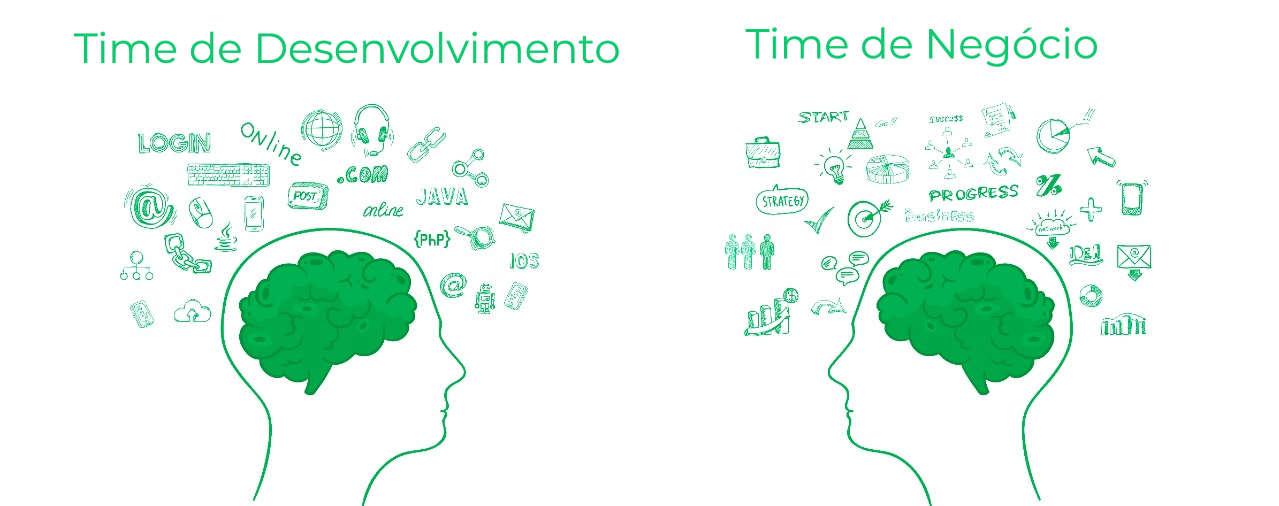 Time de Desenvolvimento
LOGIN
ONline
.COM
POST
online
JAVA
{PhP}
IOS
@
@
Time de Negócio
START
SUCCESS
STRATEGY
PROGRESS
business
%
network